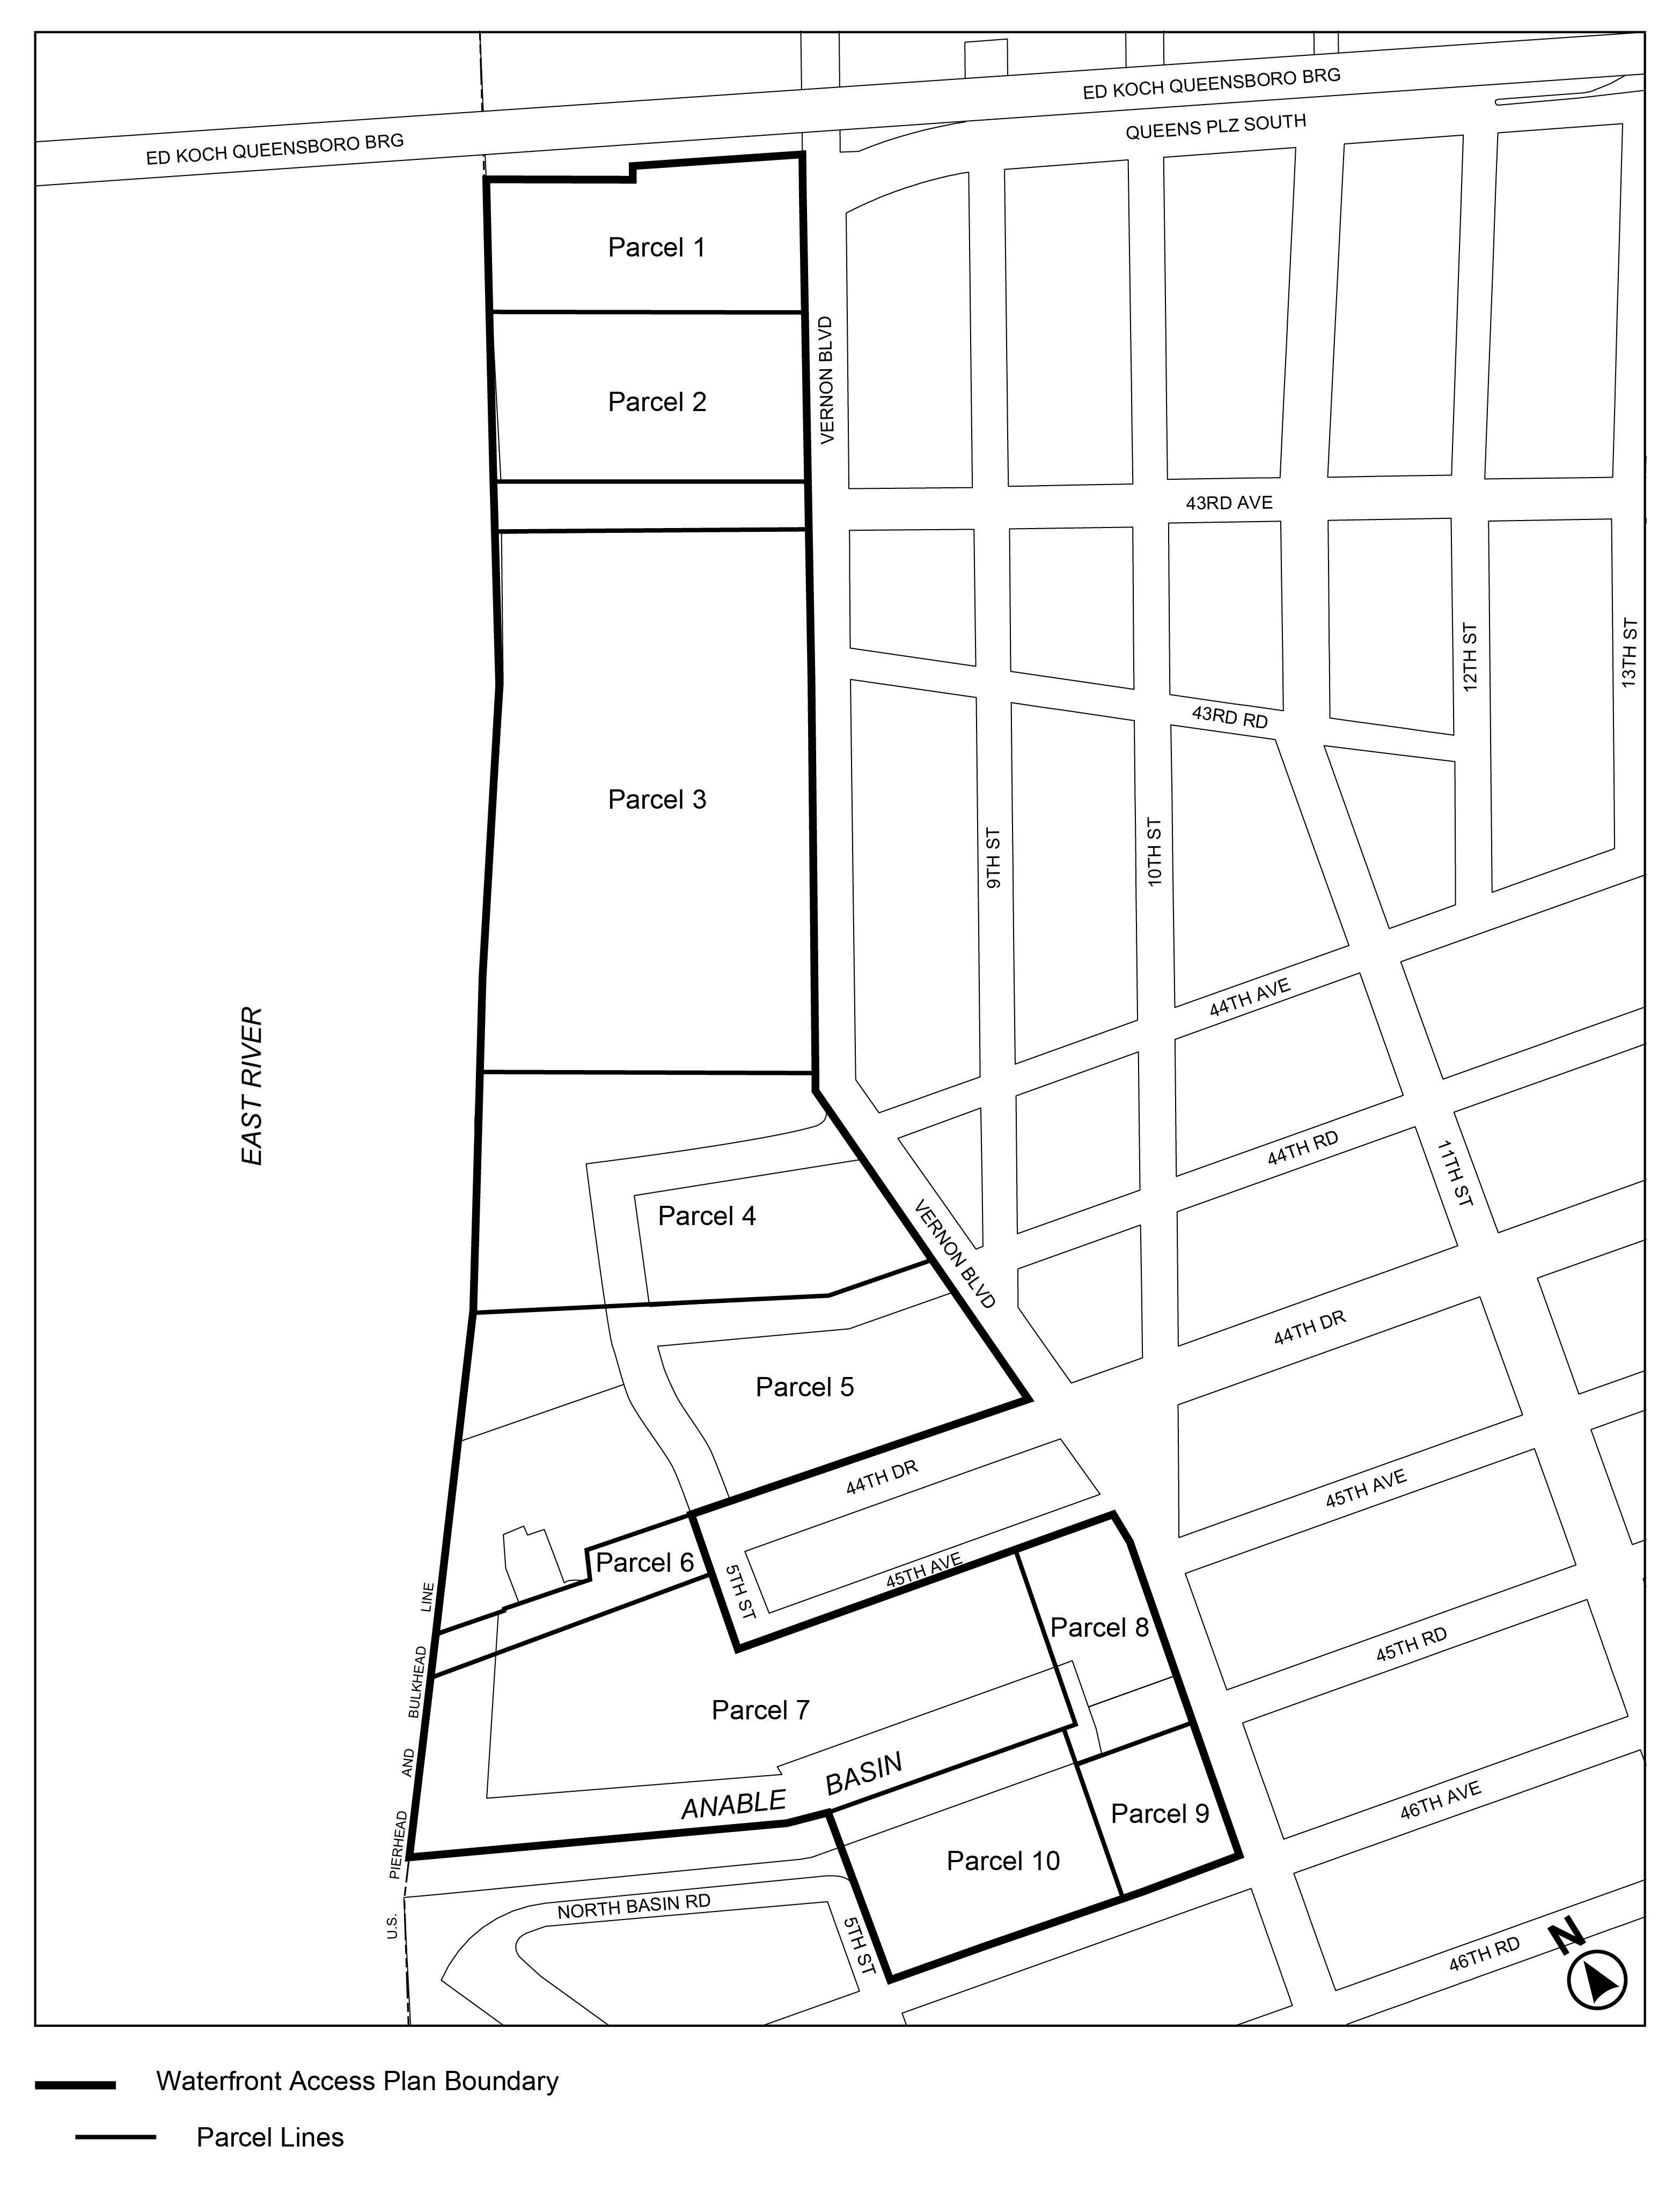 ED KOCH QUEENSBORO BRG
ED KOCH QUEENSBORO BRG
QUEENS PLZ SOUTH
Parcel 1
VERNON BLVD
Parcel 2
43RD AVE
12TH ST
13TH ST
43RD RD
Parcel 3
9TH ST
10TH ST
44TH AVE
EAST RIVER
44TH RD
11TH ST
Parcel 4
VERNON BLVD
44TH DR
Parcel 5
44TH DR
45TH AVE
Parcel 6
5TH ST
45TH AVE
Parcel 8
45TH RD
Parcel 7
ANABLE BASIN
46TH AVE
Parcel 9
Parcel 10
U.S. PIERHEAD AND BULKHEAD LINE
NORTH BASIN RD
5TH ST
46TH RD
N
Waterfront Access Plan Boundary
Parcel Lines